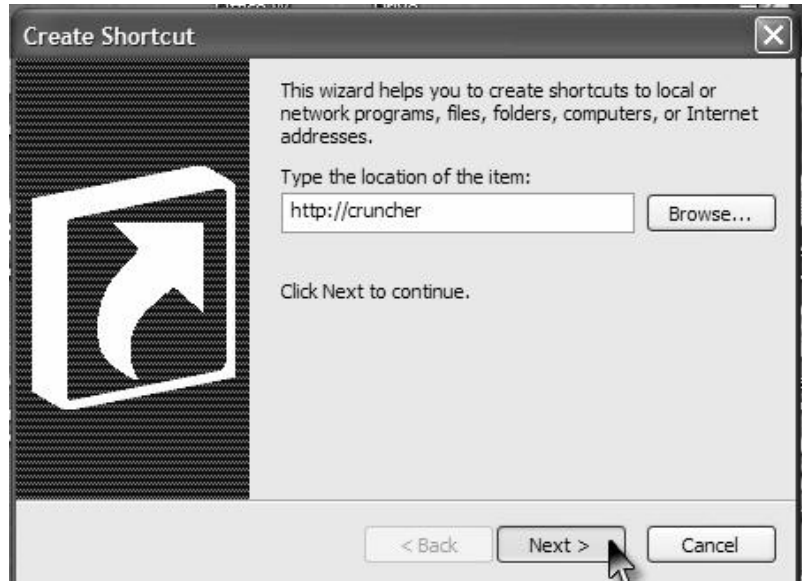 Create Shortcut
This wizard helps you to create shortcuts to local or
network programs, files, folders, computers, or Internet
addresses.
Type the location of the item:
http://cruncher
Browse...
Click Next to continue.
< Back
Next >
Cancel